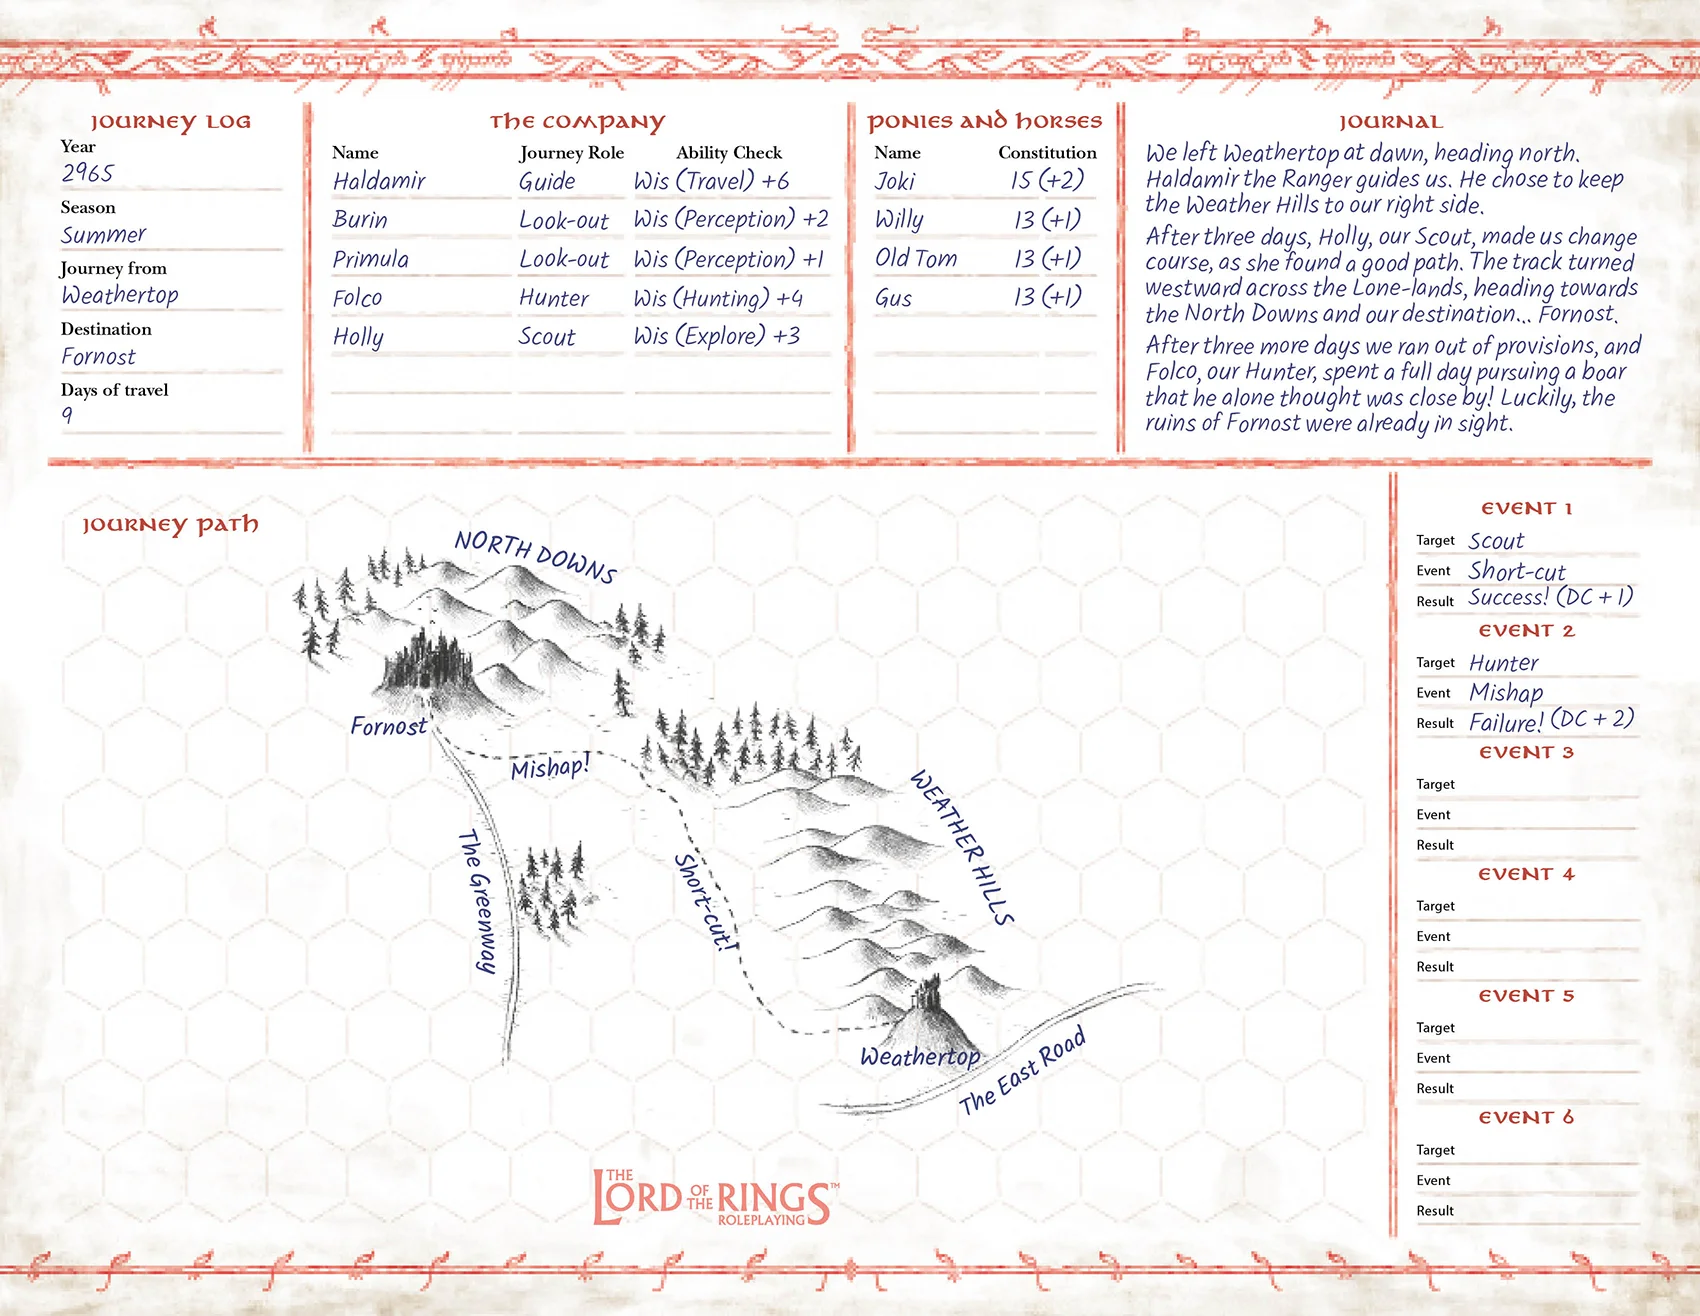 JOURNEY LOG
Year
2965
Season
Summer
Journey from
Weathertop
Destination
Fornost
Days of travel
9
THE COMPANY
Name Journey Role Ability Check
Haldamir Guide Wis (Travel) +6
Burin Look-out Wis (Perception) +2
Primula Look-out Wis (Perception) +1
Folco Hunter Wis (Hunting) +4
Holly Scout Wis (Explore) +3
PONIES AND HORSES
Name Constitution
Joki 15 (+2)
Willy 13 (+1)
Old Tom 13 (+1)
Gus 13 (+1)
JOURNAL
We left Weathertop at dawn, heading north.
Haldamir the Ranger guides us. He chose to keep
the Weather Hills to our right side.
After three days, Holly, our Scout, made us change
course, as she found a good path. The track turned
westward across the Lone-lands, heading towards
the North Downs and our destination... Fornost.
After three more days we ran out of provisions, and
Folco, our Hunter, spent a full day pursuing a boar
that he alone thought was close by! Luckily, the
ruins of Fornost were already in sight.
JOURNEY PATH
NORTH DOWNS
Fornost
Mishap!
WEATHER HILLS
The Greenway
Short-cut!
Weathertop
The East Road
THE
LORD OF THE RINGS™
ROLEPLAYING
EVENT 1
Target Scout
Event Short-cut
Result Success! (DC + 1)
EVENT 2
Target Hunter
Event Mishap
Result Failure! (DC + 2)
EVENT 3
Target
Event
Result
EVENT 4
Target
Event
Result
EVENT 5
Target
Event
Result
EVENT 6
Target
Event
Result